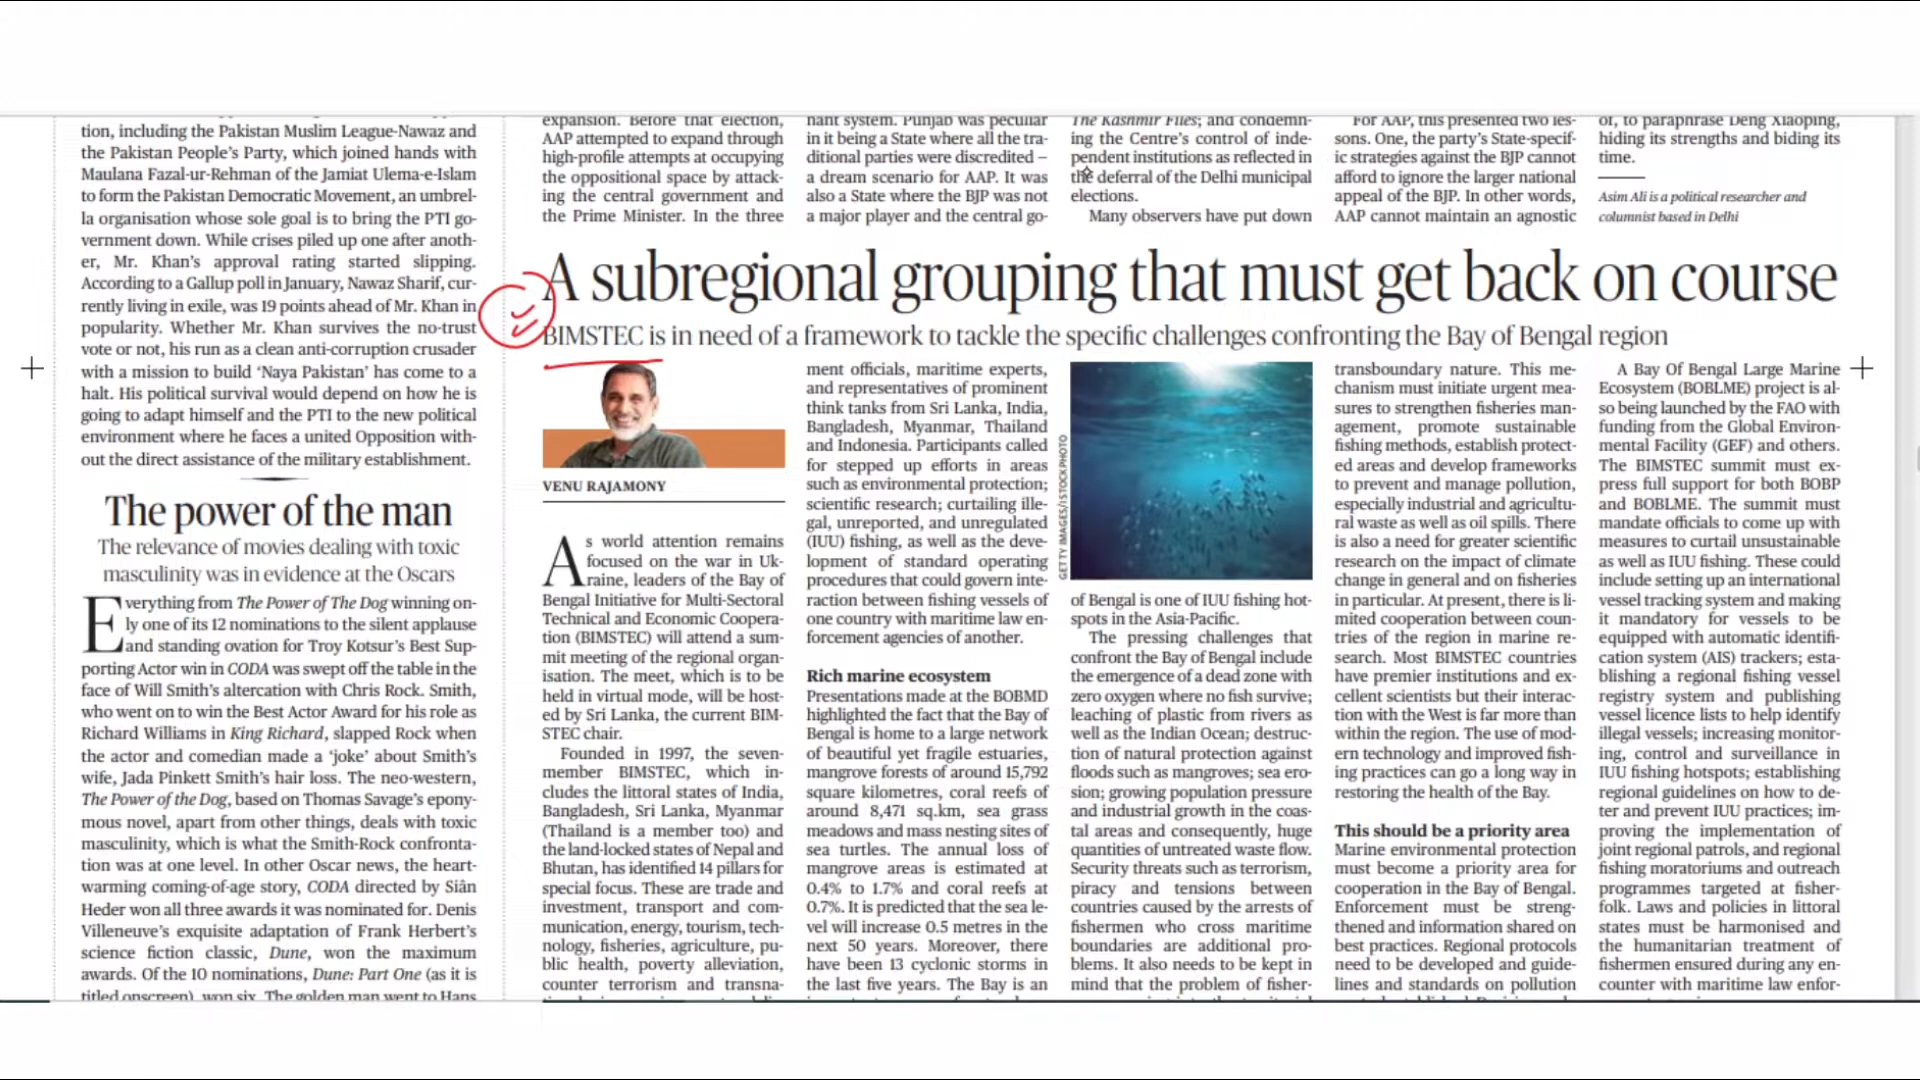 tion, including the Pakistan Muslim League-Nawaz and
the Pakistan People's Party, which joined hands with
Maulana Fazal-ur-Rehman of the Jamiat Ulema-e-Islam
to form the Pakistan Democratic Movement, an umbrel-
la organisation whose sole goal is to bring the PTI go-
vernment down. While crises piled up one after anoth-
er, Mr. Khan's approval rating started slipping.
According to a Gallup poll in January, Nawaz Sharif, cur-
rently living in exile, was 19 points ahead of Mr. Khan in
popularity. Whether Mr. Khan survives the no-trust
vote or not, his run as a clean anti-corruption crusader
with a mission to build 'Naya Pakistan' has come to a
halt. His political survival would depend on how he is
going to adapt himself and the PTI to the new political
environment where he faces a united Opposition with-
out the direct assistance of the military establishment.
The power of the man
The relevance of movies dealing with toxic
masculinity was in evidence at the Oscars
Everything from The Power of The Dog winning on-
ly one of its 12 nominations to the silent applause
and standing ovation for Troy Kotsur's Best Sup-
porting Actor win in CODA was swept off the table in the
face of Will Smith's altercation with Chris Rock. Smith,
who went on to win the Best Actor Award for his role as
Richard Williams in King Richard, slapped Rock when
the actor and comedian made a 'joke' about Smith's
wife, Jada Pinkett Smith's hair loss. The neo-western,
The Power of the Dog, based on Thomas Savage's epony-
mous novel, apart from other things, deals with toxic
masculinity, which is what the Smith-Rock confronta-
tion was at one level. In other Oscar news, the heart-
warming coming-of-age story, CODA directed by Siân
Heder won all three awards it was nominated for. Denis
Villeneuve's exquisite adaptation of Frank Herbert's
science fiction classic, Dune, won the maximum
awards. Of the 10 nominations, Dune: Part One (as it is
titled onscreen), won six. The golden man went to Hans
expansion. Before that election,
AAP attempted to expand through
high-profile attempts at occupying
the oppositional space by attack-
ing the central government and
the Prime Minister. In the three
nant system. Punjab was peculiar
in it being a State where all the tra-
ditional parties were discredited –
a dream scenario for AAP. It was
also a State where the BJP was not
a major player and the central go-
The Kashmir Files; and condemn-
ing the Centre's control of inde-
pendent institutions as reflected in
the deferral of the Delhi municipal
elections.
Many observers have put down
For AAP, this presented two les-
sons. One, the party's State-specif-
ic strategies against the BJP cannot
afford to ignore the larger national
appeal of the BJP. In other words,
AAP cannot maintain an agnostic
of, to paraphrase Deng Xiaoping,
hiding its strengths and biding its
time.
Asim Ali is a political researcher and
columnist based in Delhi
A subregional grouping that must get back on course
BIMSTEC is in need of a framework to tackle the specific challenges confronting the Bay of Bengal region
VENU RAJAMONY
As world attention remains
focused on the war in Uk-
raine, leaders of the Bay of
Bengal Initiative for Multi-Sectoral
Technical and Economic Coopera-
tion (BIMSTEC) will attend a sum-
mit meeting of the regional organ-
isation. The meet, which is to be
held in virtual mode, will be host-
ed by Sri Lanka, the current BIM-
STEC chair.
Founded in 1997, the seven-
member BIMSTEC, which in-
cludes the littoral states of India,
Bangladesh, Sri Lanka, Myanmar
(Thailand is a member too) and
the land-locked states of Nepal and
Bhutan, has identified 14 pillars for
special focus. These are trade and
investment, transport and com-
munication, energy, tourism, tech-
nology, fisheries, agriculture, pu-
blic health, poverty alleviation,
counter terrorism and transna-
ment officials, maritime experts,
and representatives of prominent
think tanks from Sri Lanka, India,
Bangladesh, Myanmar, Thailand
and Indonesia. Participants called
for stepped up efforts in areas
such as environmental protection;
scientific research; curtailing ille-
gal, unreported, and unregulated
(IUU) fishing, as well as the deve-
lopment of standard operating
procedures that could govern inte-
raction between fishing vessels of
one country with maritime law en-
forcement agencies of another.
Rich marine ecosystem
Presentations made at the BOBMD
highlighted the fact that the Bay of
Bengal is home to a large network
of beautiful yet fragile estuaries,
mangrove forests of around 15,792
square kilometres, coral reefs of
around 8,471 sq.km, sea grass
meadows and mass nesting sites of
sea turtles. The annual loss of
mangrove areas is estimated at
0.4% to 1.7% and coral reefs at
0.7%. It is predicted that the sea le-
vel will increase 0.5 metres in the
next 50 years. Moreover, there
have been 13 cyclonic storms in
the last five years. The Bay is an
GETTY IMAGES/ISTOCKPHOTO
of Bengal is one of IUU fishing hot-
spots in the Asia-Pacific.
The pressing challenges that
confront the Bay of Bengal include
the emergence of a dead zone with
zero oxygen where no fish survive;
leaching of plastic from rivers as
well as the Indian Ocean; destruc-
tion of natural protection against
floods such as mangroves; sea ero-
sion; growing population pressure
and industrial growth in the coas-
tal areas and consequently, huge
quantities of untreated waste flow.
Security threats such as terrorism,
piracy and tensions between
countries caused by the arrests of
fishermen who cross maritime
boundaries are additional pro-
blems. It also needs to be kept in
mind that the problem of fisher-
transboundary nature. This me-
chanism must initiate urgent mea-
sures to strengthen fisheries man-
agement, promote sustainable
fishing methods, establish protect-
ed areas and develop frameworks
to prevent and manage pollution,
especially industrial and agricultu-
ral waste as well as oil spills. There
is also a need for greater scientific
research on the impact of climate
change in general and on fisheries
in particular. At present, there is li-
mited cooperation between coun-
tries of the region in marine re-
search. Most BIMSTEC countries
have premier institutions and ex-
cellent scientists but their interac-
tion with the West is far more than
within the region. The use of mod-
ern technology and improved fish-
ing practices can go a long way in
restoring the health of the Bay.
This should be a priority area
Marine environmental protection
must become a priority area for
cooperation in the Bay of Bengal.
Enforcement must be streng-
thened and information shared on
best practices. Regional protocols
need to be developed and guide-
lines and standards on pollution
A Bay Of Bengal Large Marine
Ecosystem (BOBLME) project is al-
so being launched by the FAO with
funding from the Global Environ-
mental Facility (GEF) and others.
The BIMSTEC summit must ex-
press full support for both BOBP
and BOBLME. The summit must
mandate officials to come up with
measures to curtail unsustainable
as well as IUU fishing. These could
include setting up an international
vessel tracking system and making
it mandatory for vessels to be
equipped with automatic identifi-
cation system (AIS) trackers; esta-
blishing a regional fishing vessel
registry system and publishing
vessel licence lists to help identify
illegal vessels; increasing monitor-
ing, control and surveillance in
IUU fishing hotspots; establishing
regional guidelines on how to de-
ter and prevent IUU practices; im-
proving the implementation of
joint regional patrols, and regional
fishing moratoriums and outreach
programmes targeted at fisher-
folk. Laws and policies in littoral
states must be harmonised and
the humanitarian treatment of
fishermen ensured during any en-
counter with maritime law enfor-